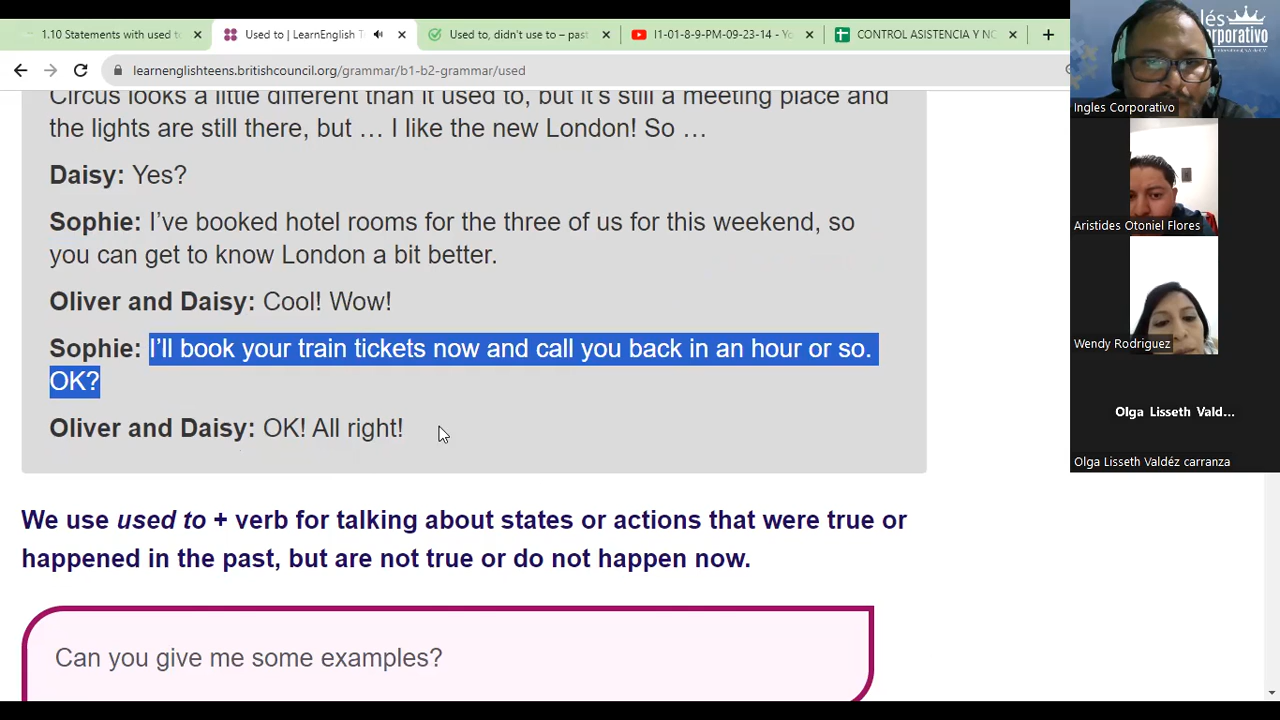 1.10 Statements with used to
Used to | LearnEnglish T
Used to, didn't use to – past
I1-01-8-9-PM-09-23-14 - Yo
CONTROL ASISTENCIA Y NO
learnenglishteens.britishcouncil.org/grammar/b1-b2-grammar/used
Circus looks a little different than it used to, but it's still a meeting place and
the lights are still there, but … I like the new London! So …
Daisy: Yes?
Sophie: I've booked hotel rooms for the three of us for this weekend, so
you can get to know London a bit better.
Oliver and Daisy: Cool! Wow!
Sophie: I'll book your train tickets now and call you back in an hour or so.
OK?
Oliver and Daisy: OK! All right!
We use used to + verb for talking about states or actions that were true or
happened in the past, but are not true or do not happen now.
Can you give me some examples?
lés
orporativo
Ingles Corporativo
Aristides Otoniel Flores
Wendy Rodriguez
Olga Lisseth Vald...
Olga Lisseth Valdéz carranza